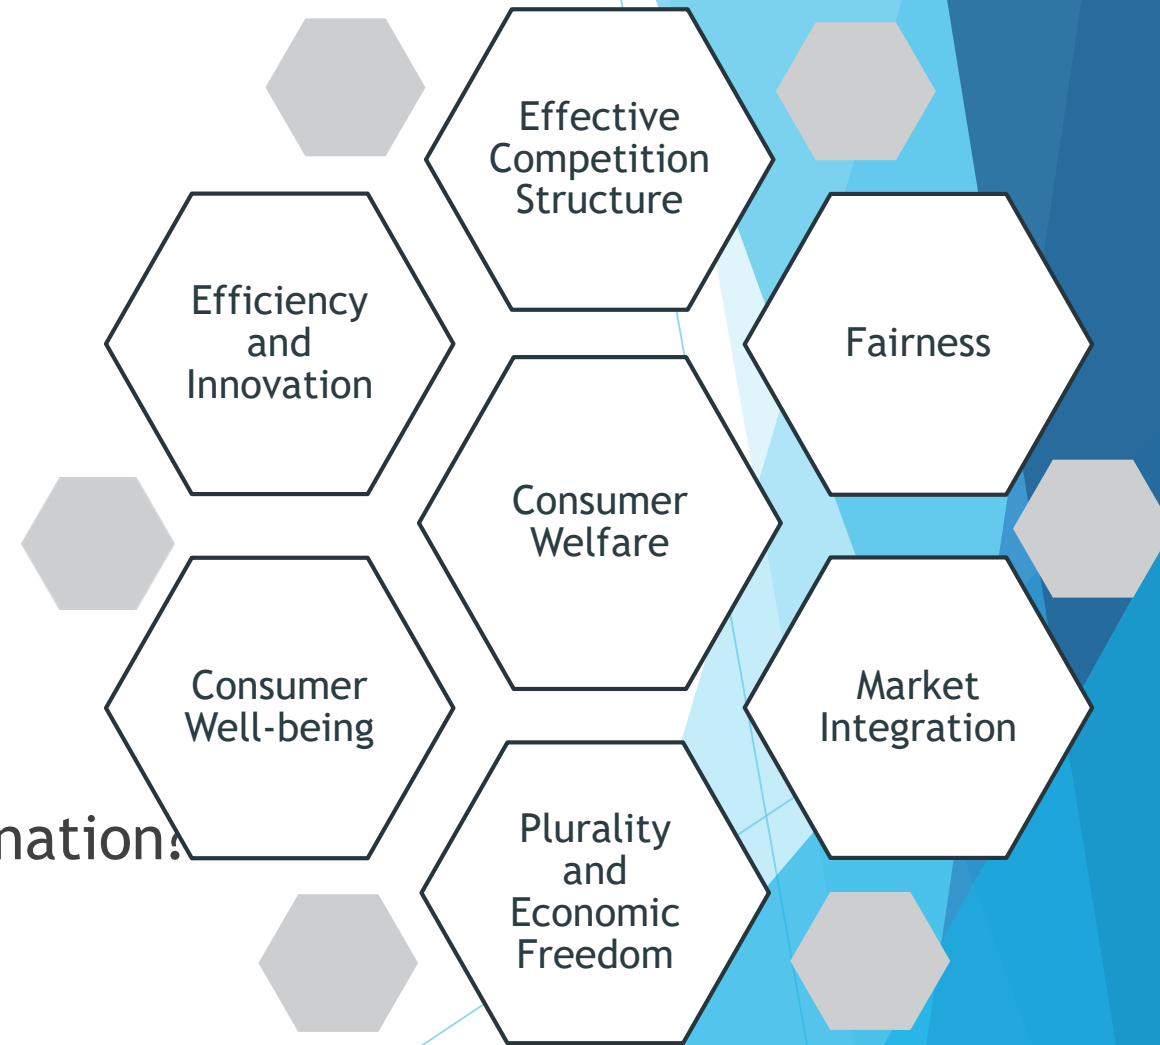 Effective
Competition
Structure
Efficiency
and
Innovation
Fairness
Consumer
Welfare
Consumer
Well-being
Market
Integration
Plurality
and
Economic
Freedom